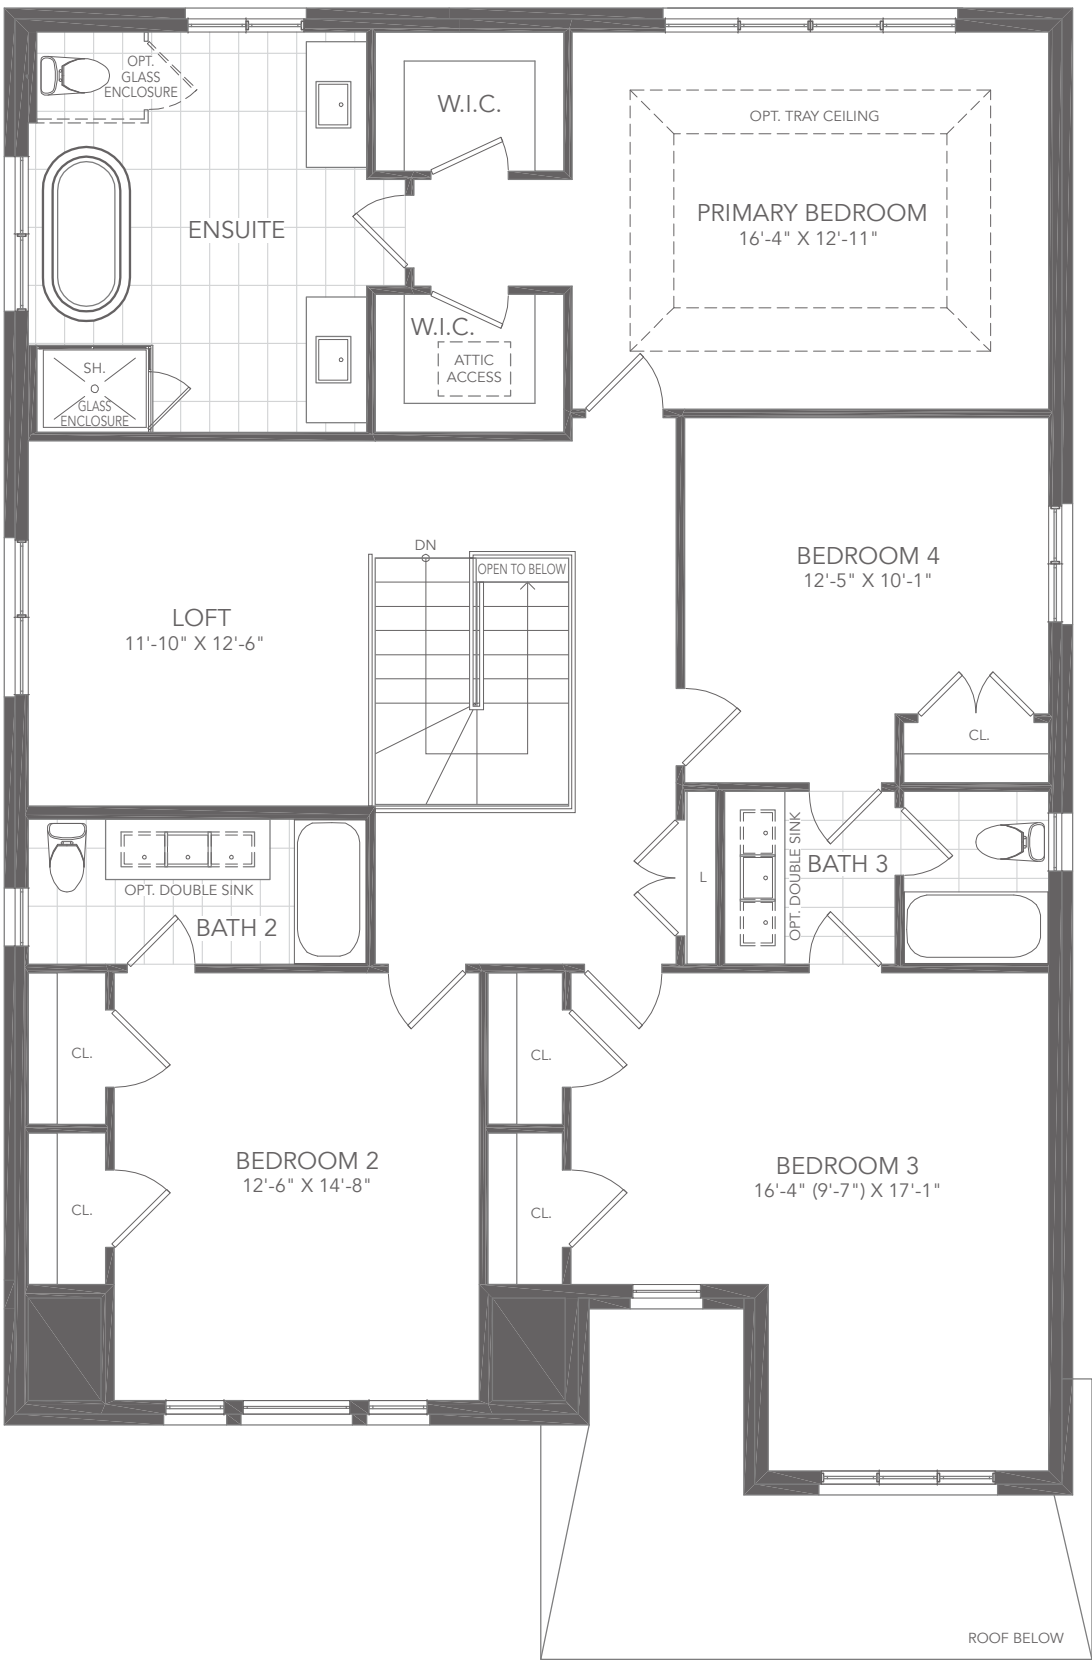 OPT.
GLASS
ENCLOSURE
W.I.C.
OPT. TRAY CEILING
PRIMARY BEDROOM
16'-4" X 12'-11"
ENSUITE
W.I.C.
ATTIC
ACCESS
SH.
GLASS
ENCLOSURE
DN
OPEN TO BELOW
BEDROOM 4
12'-5" X 10'-1"
LOFT
11'-10" X 12'-6"
CL.
OPT. DOUBLE SINK
BATH 2
L
OPT. DOUBLE SINK
BATH 3
CL.
CL.
BEDROOM 2
12'-6" X 14'-8"
BEDROOM 3
16'-4" (9'-7") X 17'-1"
CL.
CL.
ROOF BELOW